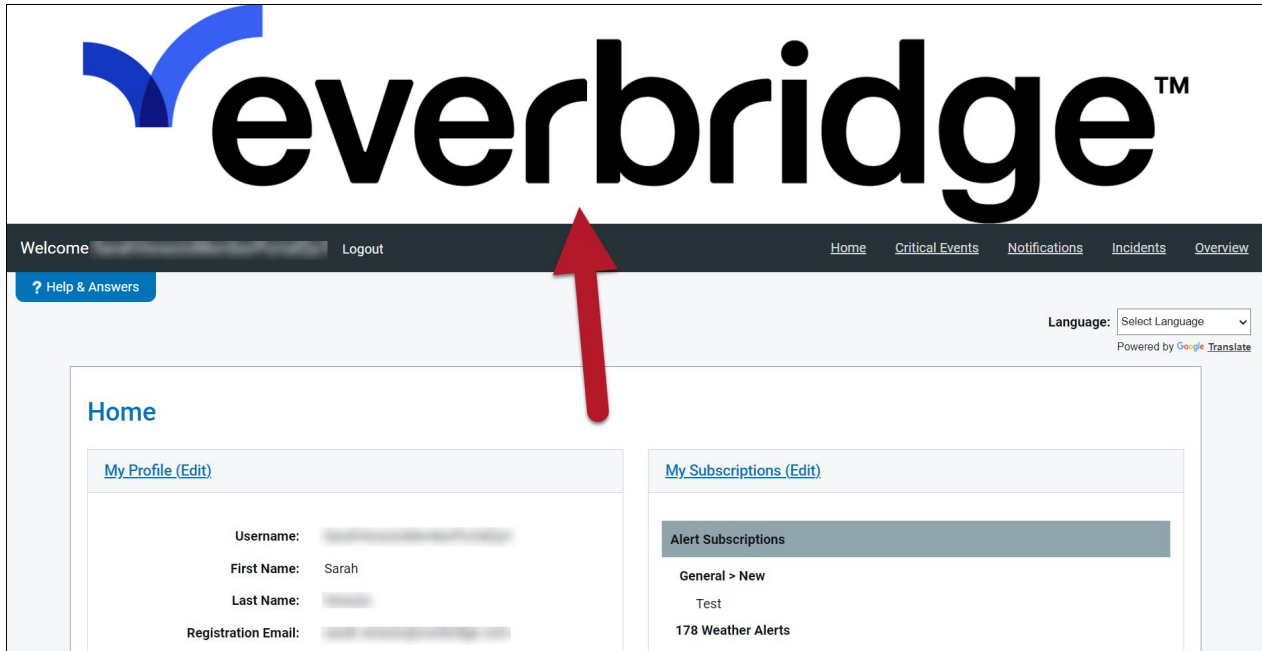 everbridge™
Welcome Logout Home Critical Events Notifications Incidents Overview
? Help & Answers
Language: Select Language
Powered by Google Translate
Home
My Profile (Edit)
Username:
First Name: Sarah
Last Name:
Registration Email:
My Subscriptions (Edit)
Alert Subscriptions
General > New
Test
178 Weather Alerts